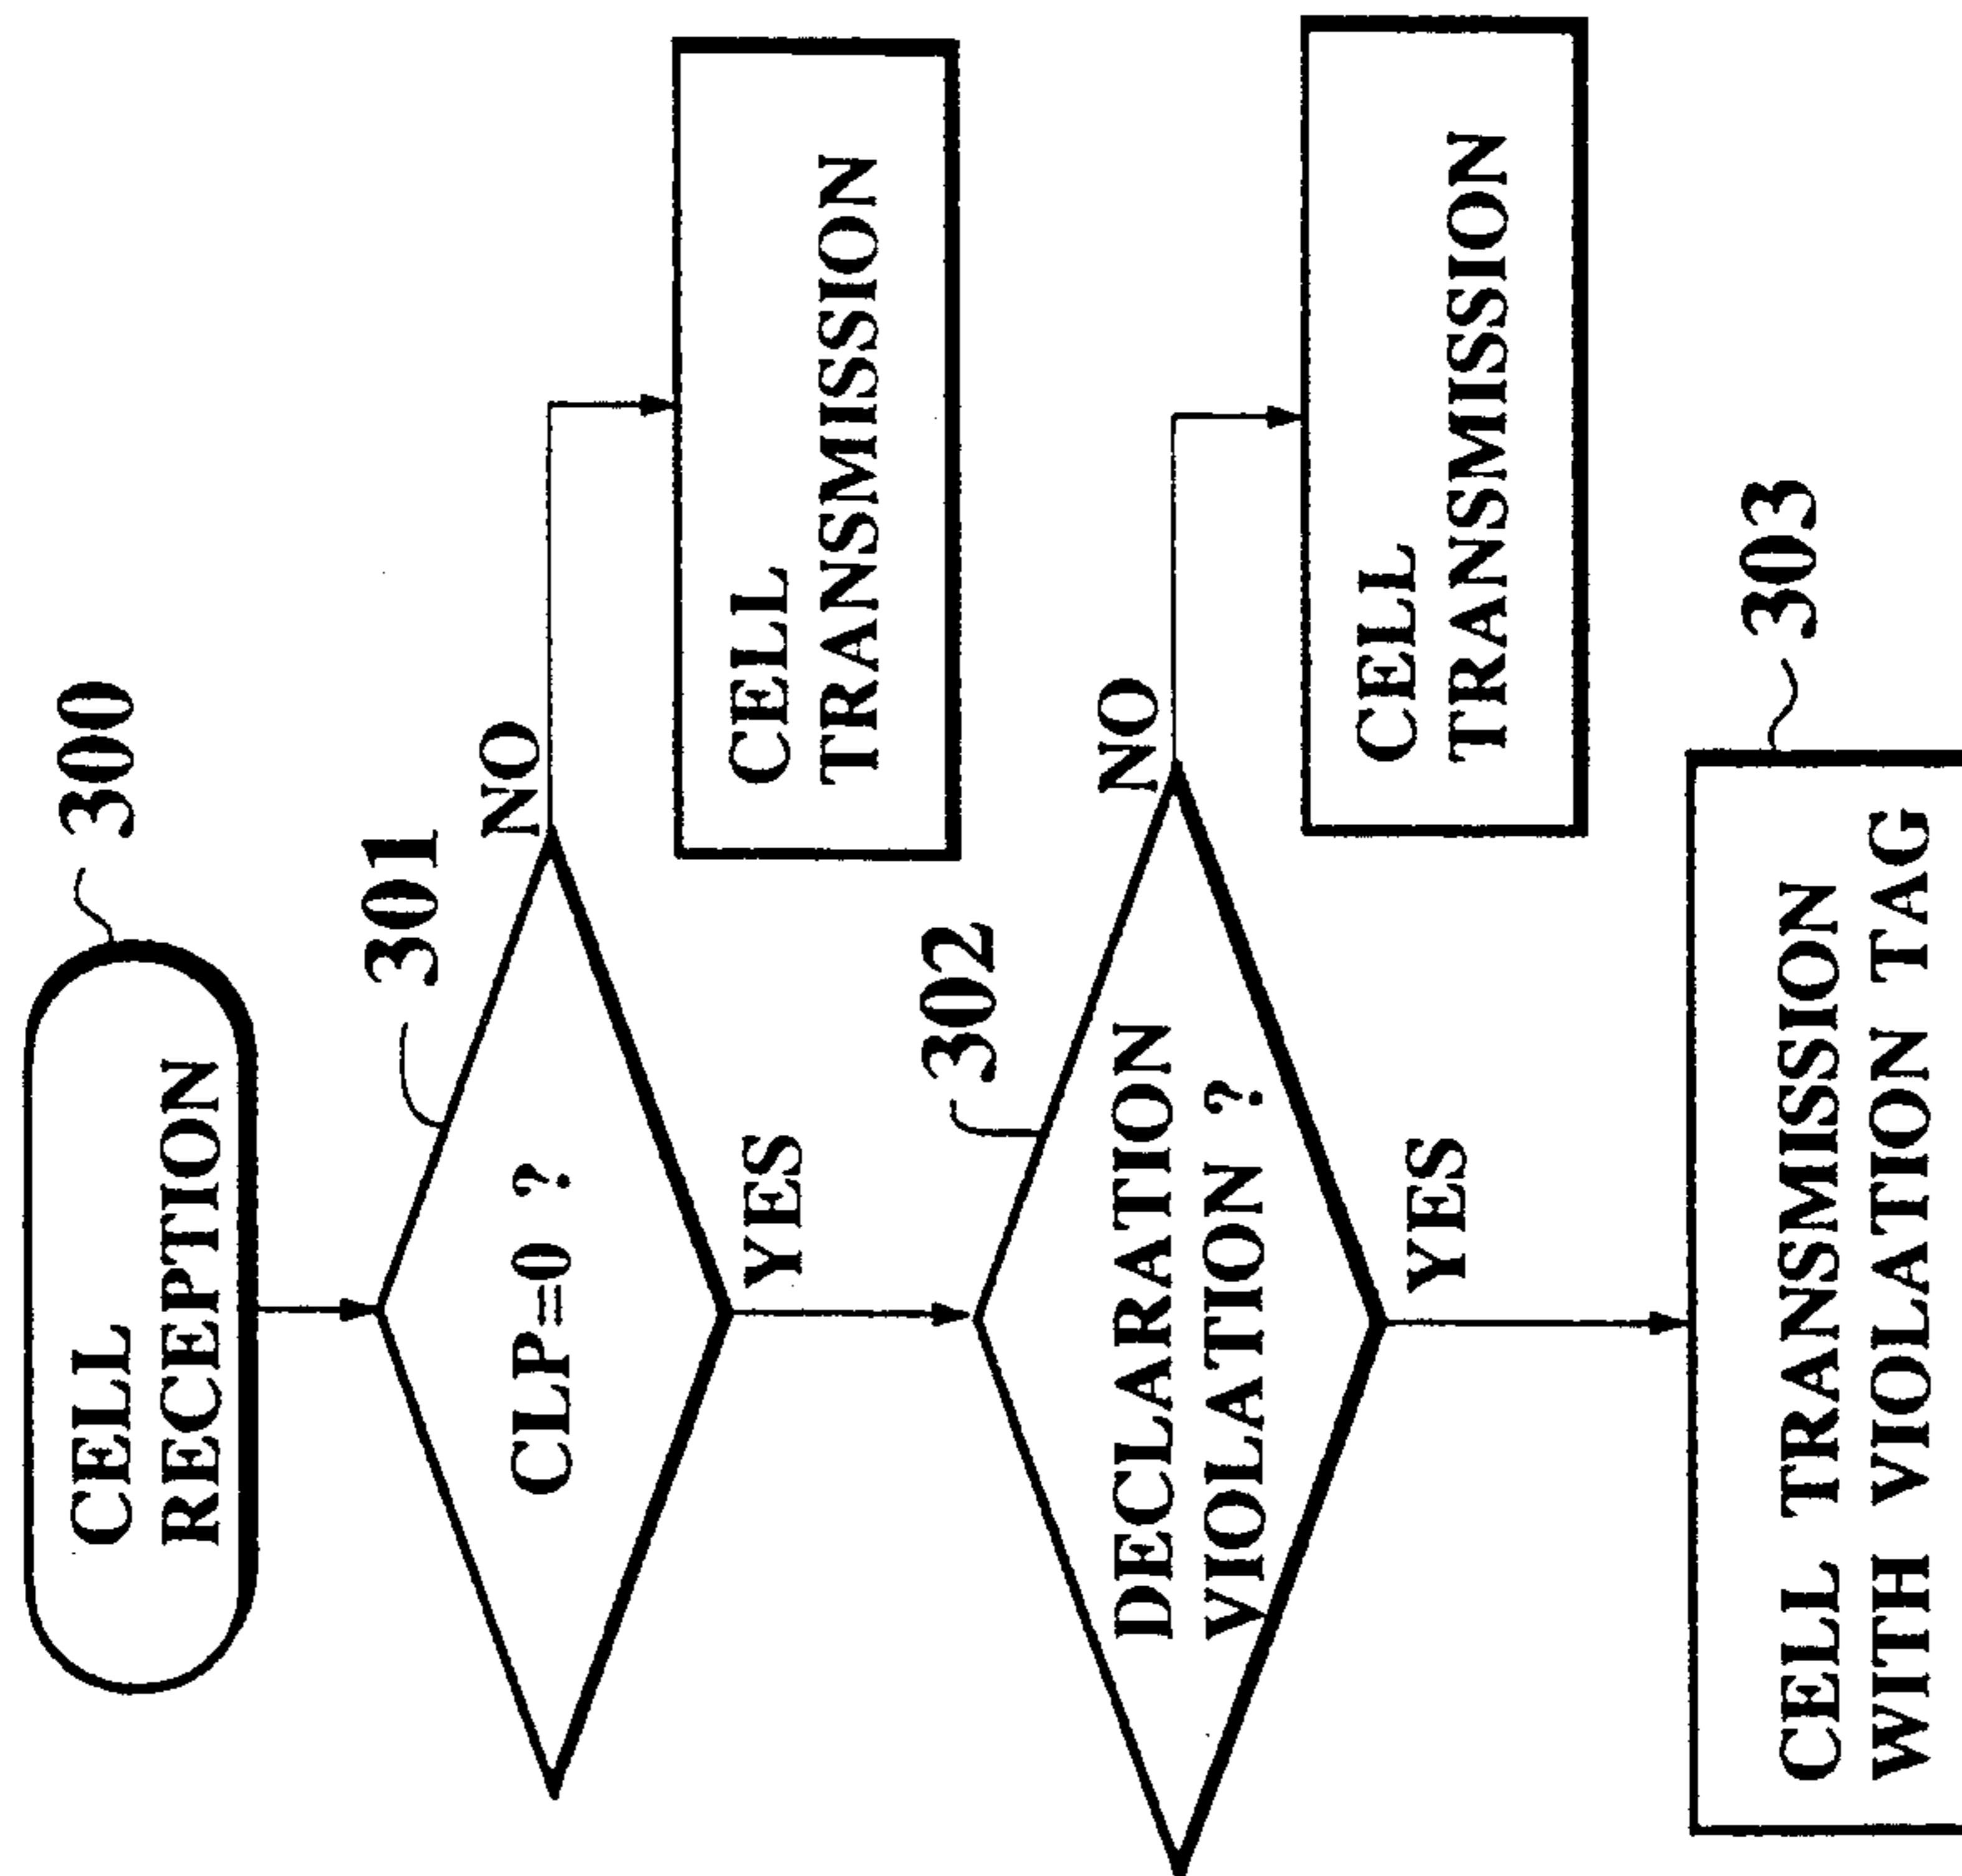 CELL
RECEPTION
300
301
CLP=0 ?
NO
CELL
TRANSMISSION
YES
302
DECLARATION
VIOLATION ?
NO
CELL
TRANSMISSION
YES
303
CELL TRANSMISSION
WITH VIOLATION TAG